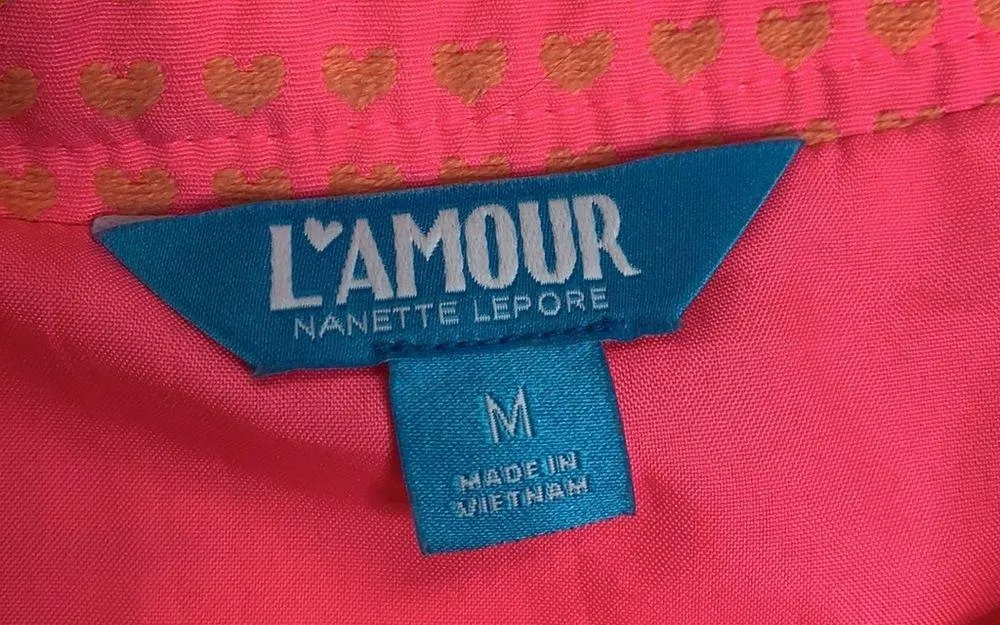 L'AMOUR
NANETTE LEPORE
M
MADE IN
VIETNAM